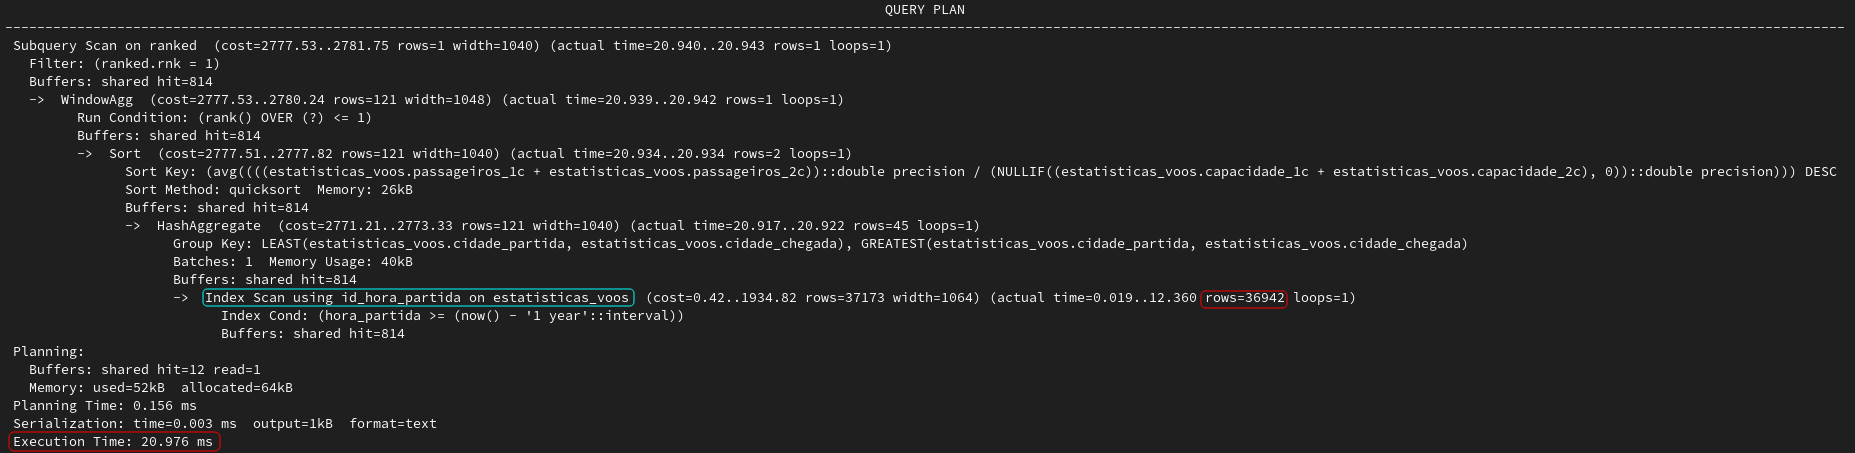 QUERY PLAN
Subquery Scan on ranked  (cost=2777.53..2781.75 rows=1 width=1040) (actual time=20.940..20.943 rows=1 loops=1)
Filter: (ranked.rnk = 1)
Buffers: shared hit=814
->  WindowAgg  (cost=2777.53..2780.24 rows=121 width=1048) (actual time=20.939..20.942 rows=1 loops=1)
Run Condition: (rank() OVER (?) <= 1)
Buffers: shared hit=814
->  Sort  (cost=2777.51..2777.82 rows=121 width=1040) (actual time=20.934..20.934 rows=2 loops=1)
Sort Key: (avg((((estatisticas_voos.passageiros_1c + estatisticas_voos.passageiros_2c))::double precision / (NULLIF((estatisticas_voos.capacidade_1c + estatisticas_voos.capacidade_2c), 0))::double precision))) DESC
Sort Method: quicksort  Memory: 26kB
Buffers: shared hit=814
->  HashAggregate  (cost=2771.21..2773.33 rows=121 width=1040) (actual time=20.917..20.922 rows=45 loops=1)
Group Key: LEAST(estatisticas_voos.cidade_partida, estatisticas_voos.cidade_chegada), GREATEST(estatisticas_voos.cidade_partida, estatisticas_voos.cidade_chegada)
Batches: 1  Memory Usage: 40kB
Buffers: shared hit=814
->  Index Scan using id_hora_partida on estatisticas_voos  (cost=0.42..1934.82 rows=37173 width=1064) (actual time=0.019..12.360 rows=36942 loops=1)
Index Cond: (hora_partida >= (now() - '1 year'::interval))
Buffers: shared hit=814
Planning:
Buffers: shared hit=12 read=1
Memory: used=52kB  allocated=64kB
Planning Time: 0.156 ms
Serialization: time=0.003 ms  output=1kB  format=text
Execution Time: 20.976 ms